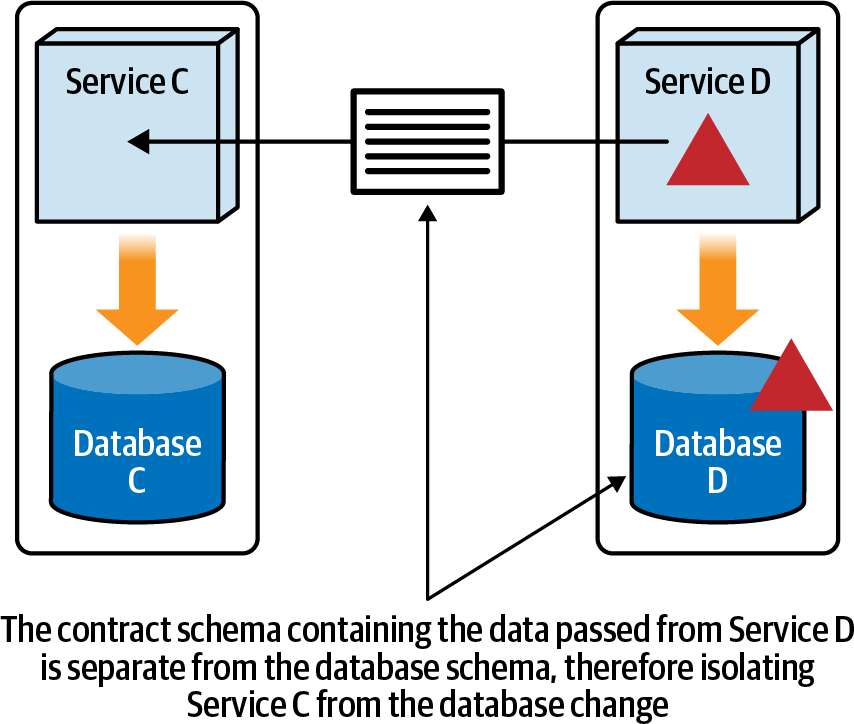 Service C
Service D
Database
C
Database
D
The contract schema containing the data passed from Service D
is separate from the database schema, therefore isolating
Service C from the database change